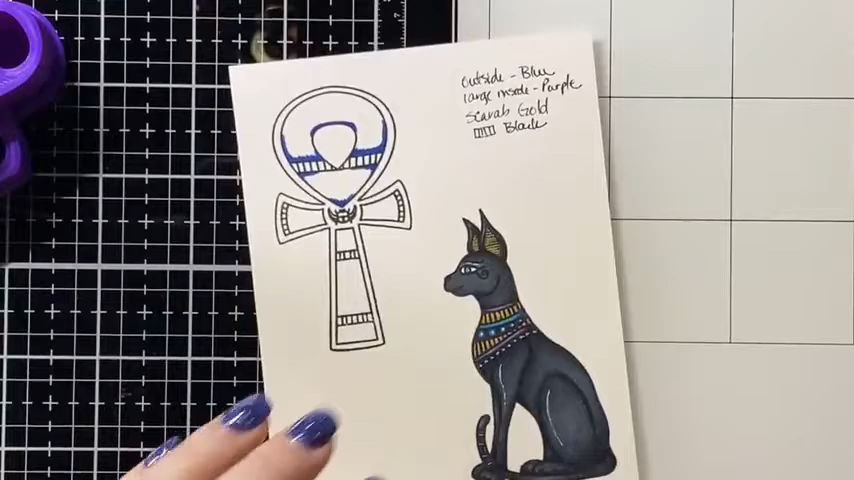 outside - Blue
large inside - Purple
Scarab Gold
Black